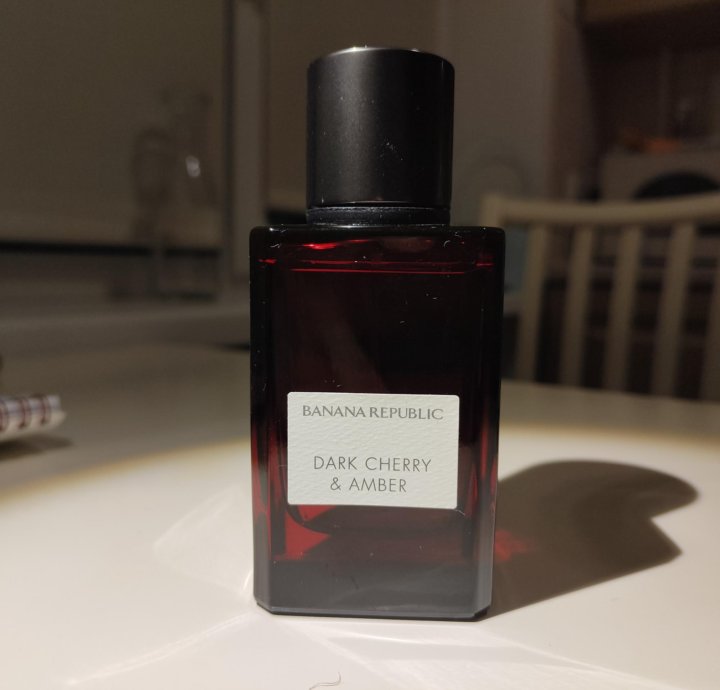 BANANA REPUBLIC
DARK CHERRY
& AMBER